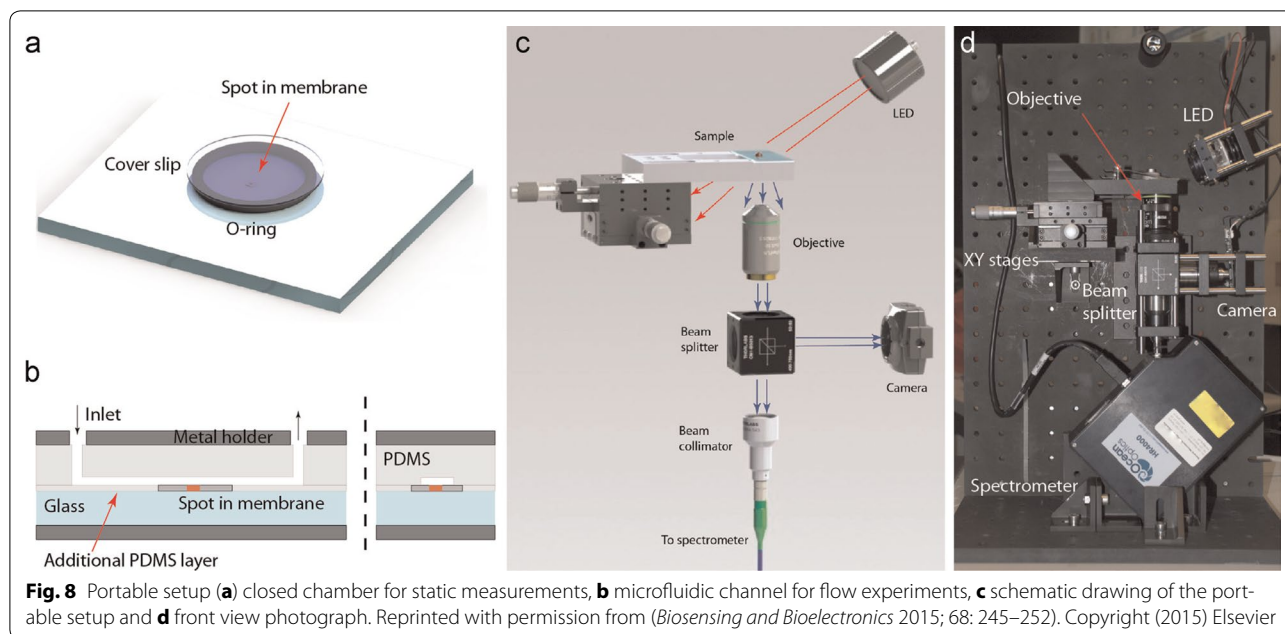 a
Spot in membrane
Cover slip
O-ring
b
Inlet
Metal holder
PDMS
Glass
Spot in membrane
Additional PDMS layer
c
LED
Sample
Objective
Beam
splitter
Camera
Beam
collimator
To spectrometer
d
Objective
LED
XY stages
Beam
splitter
Camera
Ocean
Optics
HR4000
Spectrometer
Fig. 8 Portable setup (a) closed chamber for static measurements, b microfluidic channel for flow experiments, c schematic drawing of the port-
able setup and d front view photograph. Reprinted with permission from (Biosensing and Bioelectronics 2015; 68: 245–252). Copyright (2015) Elsevier